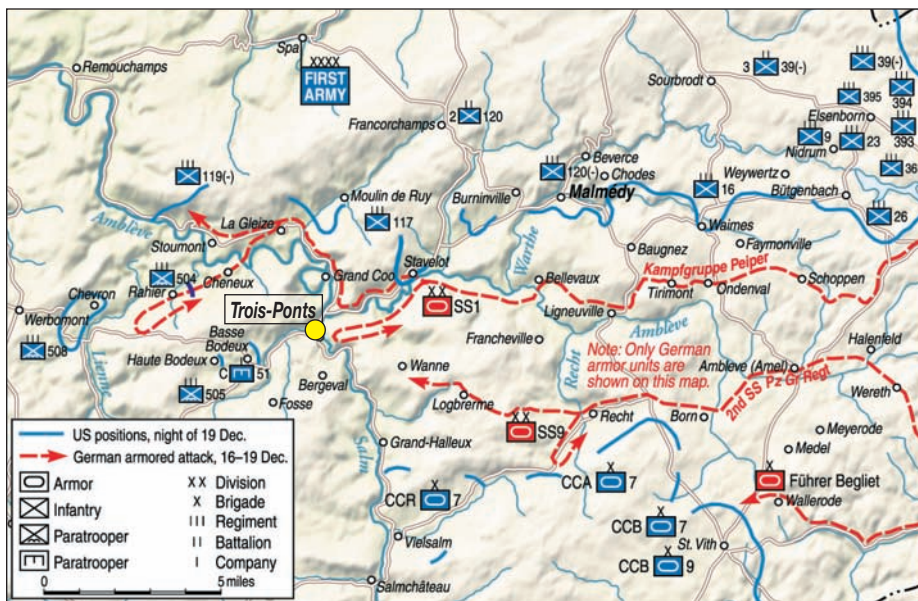 Remouchamps
Spa
XXXX
FIRST
ARMY
Francorchamps
2
120
Sourbrodt
3
39(-)
39(-)
394
395
Elsenborn
393
9
23
Nidrum
36
Beverce
120(-)
Chodes
Malmédy
Weywertz
Bütgenbach
16
26
119(-)
Moulin de Ruy
Burninville
117
Waimes
Faymonville
Amblève
La Gleize
Stoumont
Stavelot
Warthe
Baugnez
Bellevaux
Kampfgruppe Peiper
Schoppen
504
Cheneux
Grand Coo
Rahier
Chevron
Trois-Ponts
SS1
Tirimont
Ondenval
Ligneuville
Werbomont
Basse
Bodeux
Francheville
Amblève
Halenfeld
508
Lienne
Haute Bodeux
C
51
Wanne
Recht
Note: Only German
armor units are
shown on this map.
Amblève (Amel)
2nd SS Pz Gr Regt
Bergeval
505
Fosse
Logbrerme
Wereth
Salm
SS9
Recht
Born
Meyerode
Medel
Grand-Halleux
US positions, night of 19 Dec.
German armored attack, 16–19 Dec.
Armor
Infantry
Paratrooper
Paratrooper
XX Division
X Brigade
III Regiment
II Battalion
I Company
0
5 miles
CCR
7
CCA
7
Führer Begliet
Wallerode
CCB
7
Vielsalm
St. Vith
CCB
9
Salmchâteau